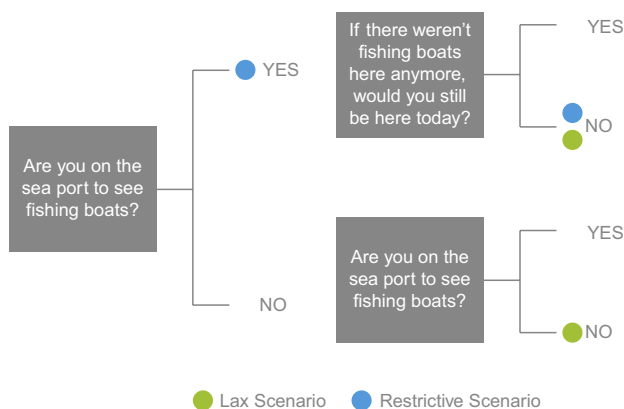 Are you on the
sea port to see
fishing boats?
YES
NO
If there weren't
fishing boats
here anymore,
would you still
be here today?
YES
NO
Are you on the
sea port to see
fishing boats?
YES
NO
Lax Scenario
Restrictive Scenario